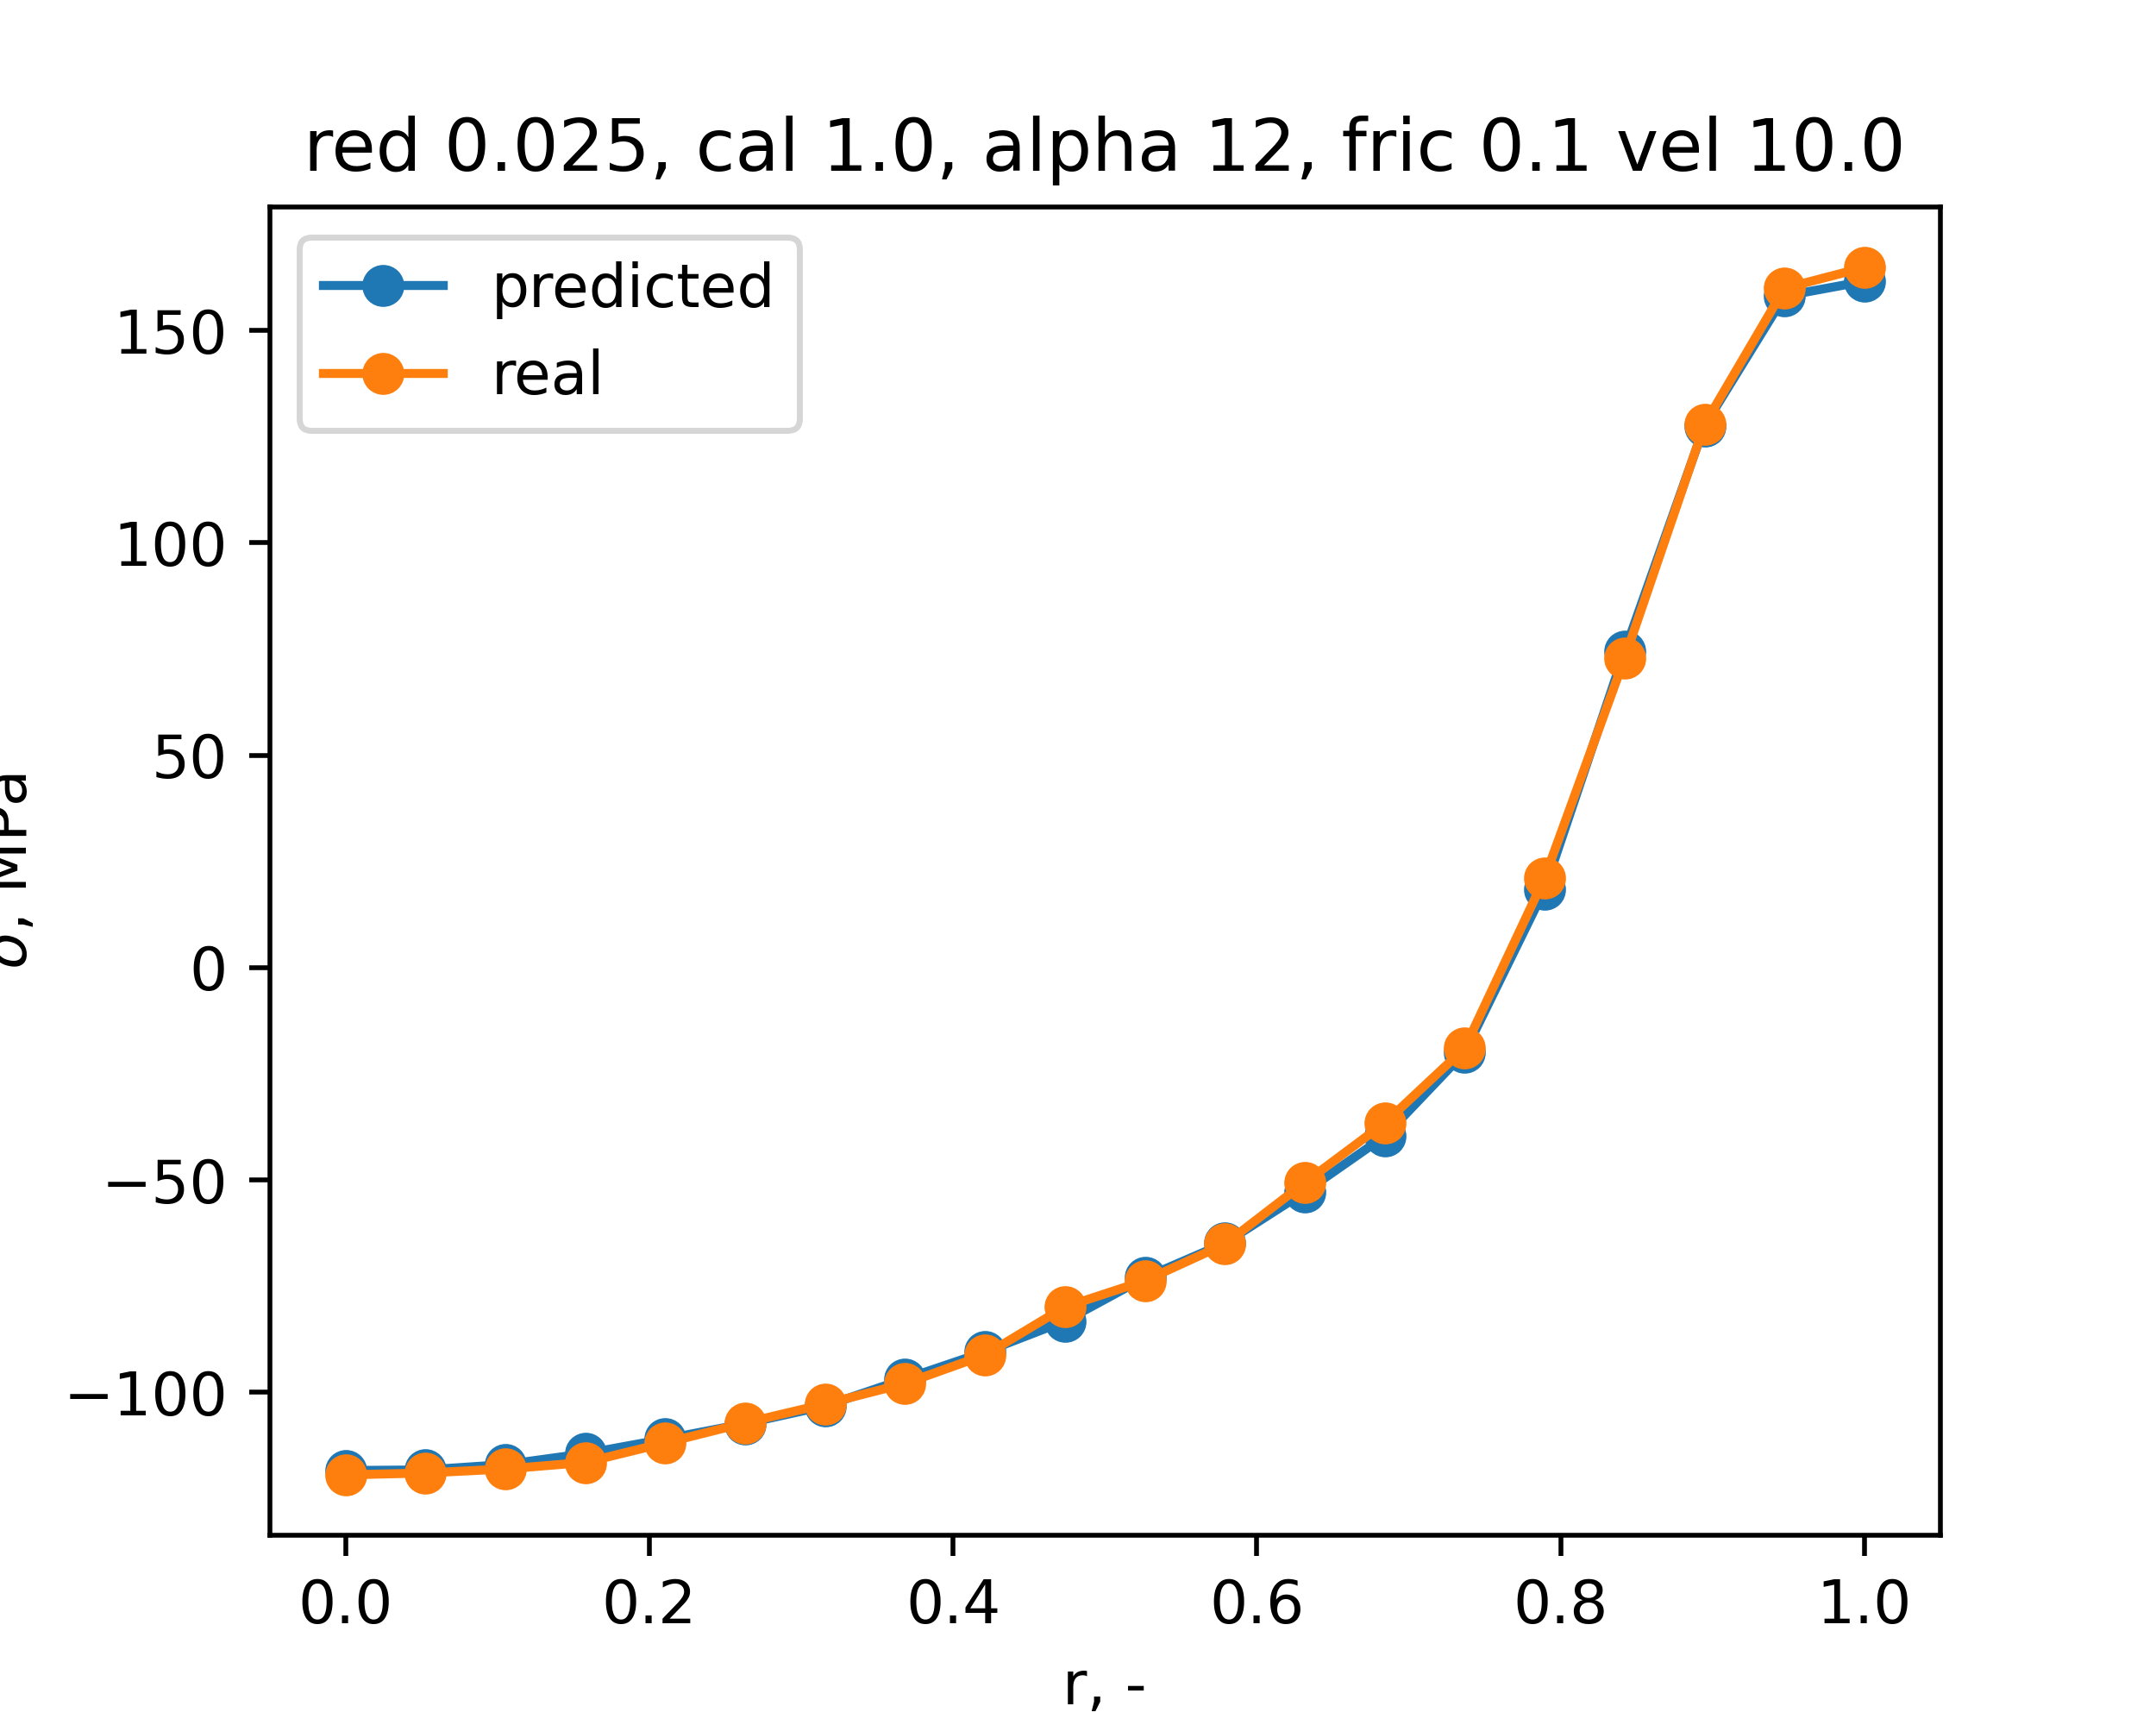 red 0.025, cal 1.0, alpha 12, fric 0.1 vel 10.0
predicted
real
150
100
50
0
−50
−100
σ, MPa
0.0 0.2 0.4 0.6 0.8 1.0
r, -